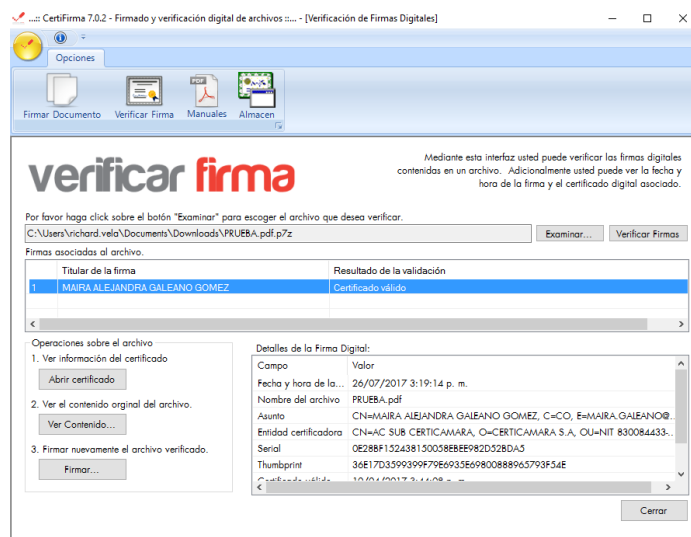 ...:: CertiFirma 7.0.2 - Firmado y verificación digital de archivos ::... - [Verificación de Firmas Digitales]
Opciones
Firmar Documento Verificar Firma Manuales Almacen
verificar firma
Mediante esta interfaz usted puede verificar las firmas digitales
contenidas en un archivo. Adicionalmente usted puede ver la fecha y
hora de la firma y el certificado digital asociado.
Por favor haga click sobre el botón "Examinar" para escoger el archivo que desea verificar.
C:\Users\richard.vela\Documents\Downloads\PRUEBA.pdf.p7z Examinar... Verificar Firmas
Firmas asociadas al archivo.
Titular de la firma Resultado de la validación
1 MAIRA ALEJANDRA GALEANO GOMEZ Certificado válido
Operaciones sobre el archivo
1. Ver información del certificado
Abrir certificado
2. Ver el contenido orginal del archivo.
Ver Contenido...
3. Firmar nuevamente el archivo verificado.
Firmar...
Detalles de la Firma Digital:
Campo Valor
Fecha y hora de la... 26/07/2017 3:19:14 p. m.
Nombre del archivo PRUEBA.pdf
Asunto CN=MAIRA ALEJANDRA GALEANO GOMEZ, C=CO, E=MAIRA.GALEANO@...
Entidad certificadora CN=AC SUB CERTICAMARA, O=CERTICAMARA S.A, OU=NIT 830084433-...
Serial 0E28BF152438150058EBEE982D52BDA5
Thumbprint 36E17D3599399F79E6935E69800888965793F54E
Certificado válido 10/04/2017 3:44:08 p. m.
Cerrar